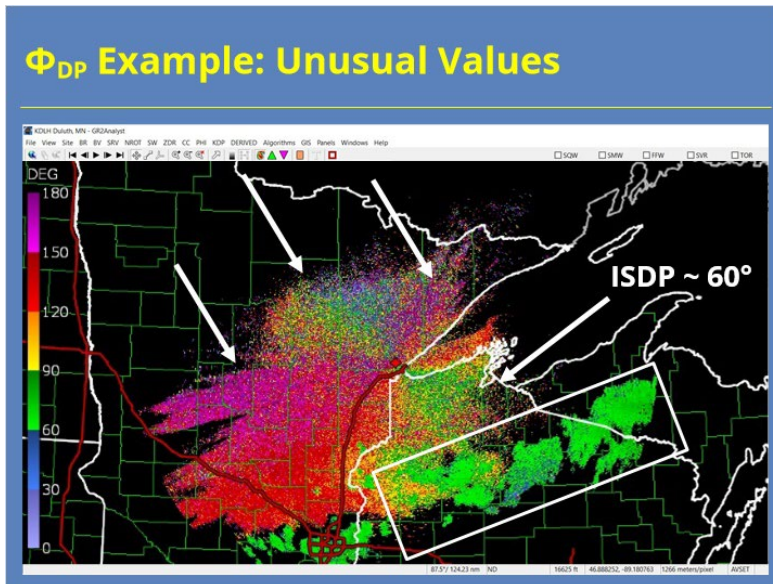 Φ_DP Example: Unusual Values
KDLH Duluth, MN - GR2Analyst
File View Site BR BV SRV NROT SW ZDR CC PHI KDP DERIVED Algorithms GIS Panels Windows Help
SQW SMW FFW SVR TOR
DEG
180
150
120
90
60
30
0
ISDP ~ 60°
87.5°/ 124.23 nm ND 16625 ft 46.888252, -89.180763 1266 meters/pixel AVSET